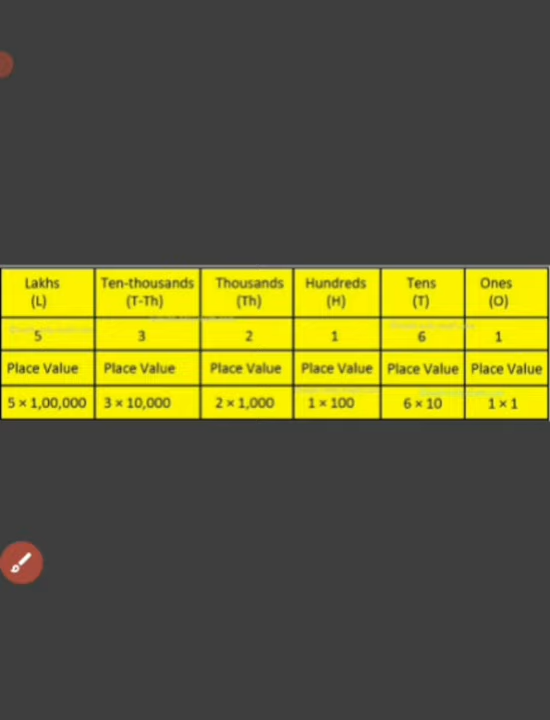 Lakhs Ten-thousands Thousands Hundreds Tens Ones
(L) (T-Th) (Th) (H) (T) (O)
5 3 2 1 6 1
Place Value Place Value Place Value Place Value Place Value Place Value
5 × 1,00,000 3 × 10,000 2 × 1,000 1 × 100 6 × 10 1 × 1